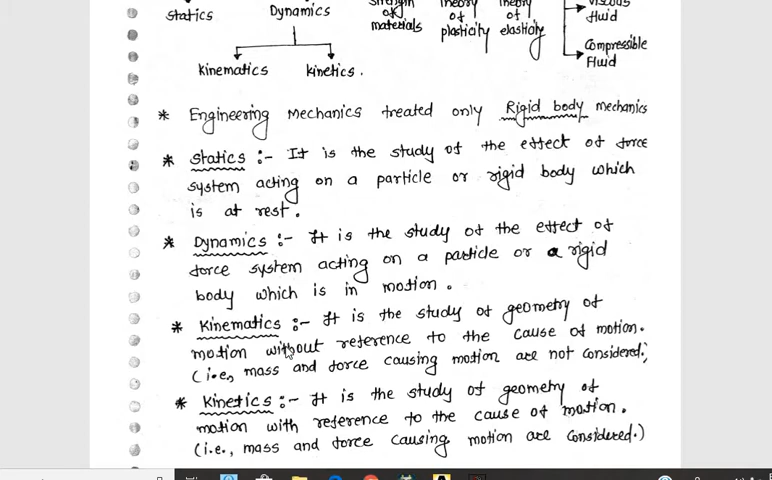 Statics Dynamics strength of materials theory of plasticity theory of elasticity Viscous fluid
Compressible Fluid
kinematics kinetics.
* Engineering Mechanics treated only Rigid body mechanics
* Statics :- It is the study of the effect of force
system acting on a particle or rigid body which
is at rest.
* Dynamics :- It is the study of the effect of
force system acting on a particle or a rigid
body which is in motion.
* Kinematics :- It is the study of geometry of
motion without reference to the cause of motion.
(i.e, mass and force causing motion are not considered.)
* Kinetics :- It is the study of geometry of
motion with reference to the cause of motion.
(i.e., mass and force causing motion are considered.)